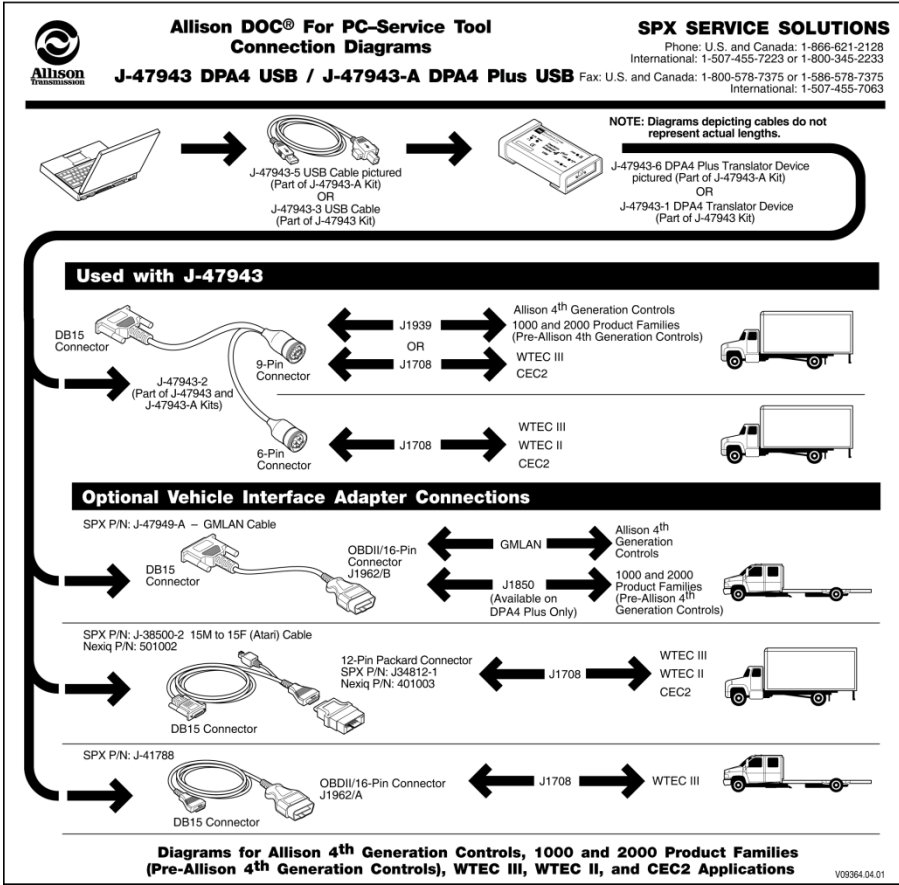 Allison DOC® For PC–Service Tool
Connection Diagrams
J-47943 DPA4 USB / J-47943-A DPA4 Plus USB
Allison
Transmission
SPX SERVICE SOLUTIONS
Phone: U.S. and Canada: 1-866-621-2128
International: 1-507-455-7223 or 1-800-345-2233
Fax: U.S. and Canada: 1-800-578-7375 or 1-586-578-7375
International: 1-507-455-7063
NOTE: Diagrams depicting cables do not
represent actual lengths.
J-47943-5 USB Cable pictured
(Part of J-47943-A Kit)
OR
J-47943-3 USB Cable
(Part of J-47943 Kit)
J-47943-6 DPA4 Plus Translator Device
pictured (Part of J-47943-A Kit)
OR
J-47943-1 DPA4 Translator Device
(Part of J-47943 Kit)
Used with J-47943
DB15
Connector
J-47943-2
(Part of J-47943 and
J-47943-A Kits)
9-Pin
Connector
J1939
OR
J1708
Allison 4th Generation Controls
1000 and 2000 Product Families
(Pre-Allison 4th Generation Controls)
WTEC III
CEC2
6-Pin
Connector
J1708
WTEC III
WTEC II
CEC2
Optional Vehicle Interface Adapter Connections
SPX P/N: J-47949-A – GMLAN Cable
DB15
Connector
OBDII/16-Pin
Connector
J1962/B
GMLAN
Allison 4th
Generation
Controls
J1850
(Available on
DPA4 Plus Only)
1000 and 2000
Product Families
(Pre-Allison 4th
Generation Controls)
SPX P/N: J-38500-2 15M to 15F (Atari) Cable
Nexiq P/N: 501002
DB15 Connector
12-Pin Packard Connector
SPX P/N: J34812-1
Nexiq P/N: 401003
J1708
WTEC III
WTEC II
CEC2
SPX P/N: J-41788
DB15 Connector
OBDII/16-Pin Connector
J1962/A
J1708
WTEC III
Diagrams for Allison 4th Generation Controls, 1000 and 2000 Product Families
(Pre-Allison 4th Generation Controls), WTEC III, WTEC II, and CEC2 Applications
V09364.04.01